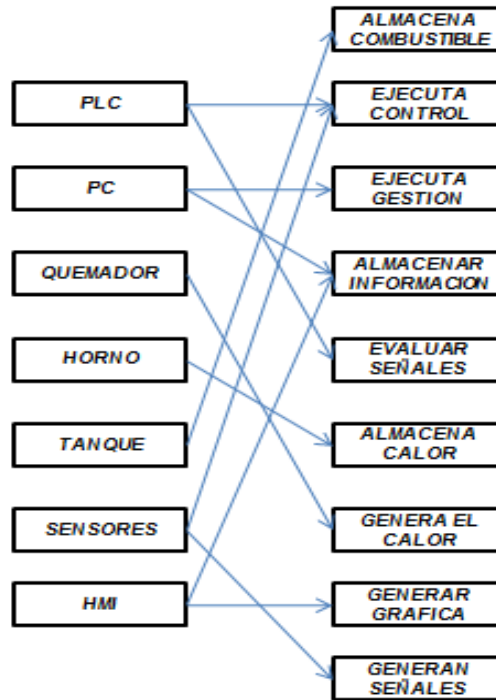 PLC
PC
QUEMADOR
HORNO
TANQUE
SENSORES
HMI
ALMACENA
COMBUSTIBLE
EJECUTA
CONTROL
EJECUTA
GESTION
ALMACENAR
INFORMACION
EVALUAR
SEÑALES
ALMACENA
CALOR
GENERA EL
CALOR
GENERAR
GRAFICA
GENERAN
SEÑALES